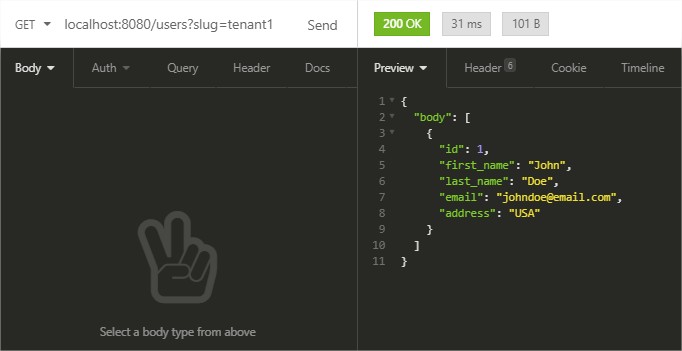 GET localhost:8080/users?slug=tenant1 Send
200 OK 31 ms 101 B
Body Auth Query Header Docs
Preview Header 6 Cookie Timeline
1 {
2 "body": [
3 {
4 "id": 1,
5 "first_name": "John",
6 "last_name": "Doe",
7 "email": "johndoe@email.com",
8 "address": "USA"
9 }
10 ]
11 }
Select a body type from above